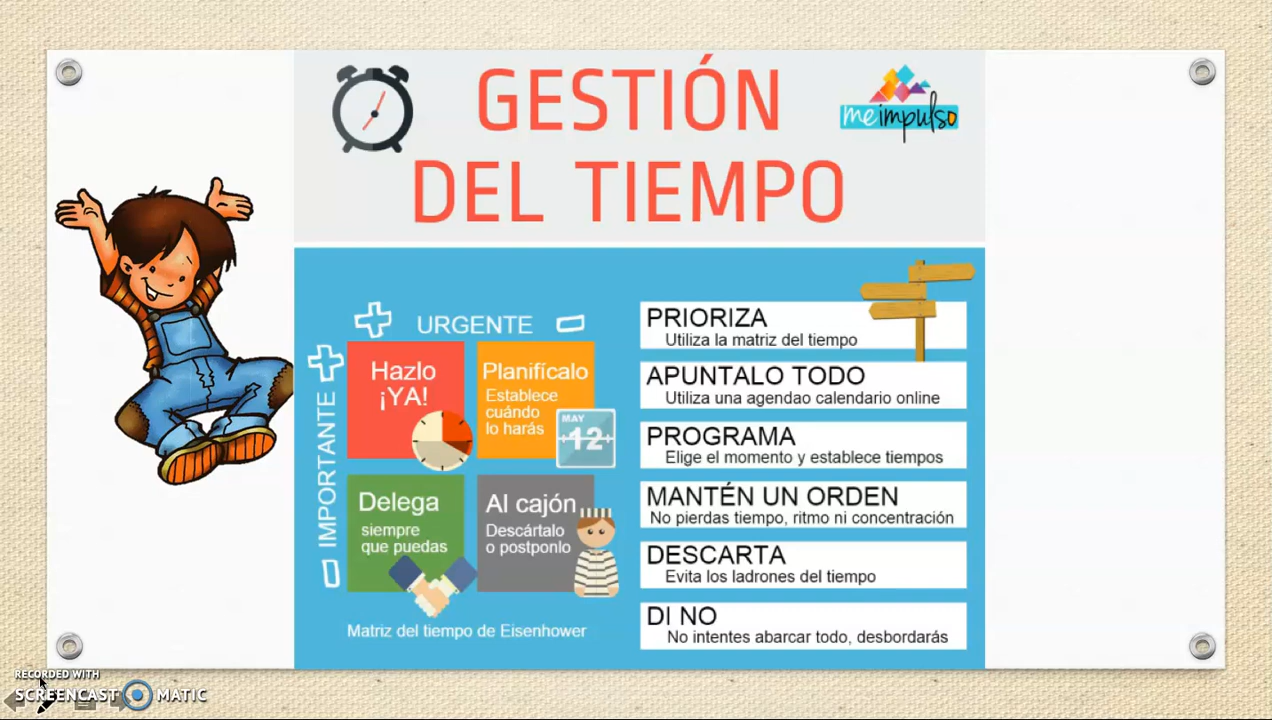 GESTIÓN
DEL TIEMPO
meimpulso
URGENTE
IMPORTANTE
Hazlo
¡YA!
Planifícalo
Establece
cuándo
lo harás
MAY
12
Delega
siempre
que puedas
Al cajón
Descártalo
o postponlo
Matriz del tiempo de Eisenhower
PRIORIZA
Utiliza la matriz del tiempo
APUNTALO TODO
Utiliza una agendao calendario online
PROGRAMA
Elige el momento y establece tiempos
MANTÉN UN ORDEN
No pierdas tiempo, ritmo ni concentración
DESCARTA
Evita los ladrones del tiempo
DI NO
No intentes abarcar todo, desbordarás
RECORDED WITH
SCREENCAST MATIC